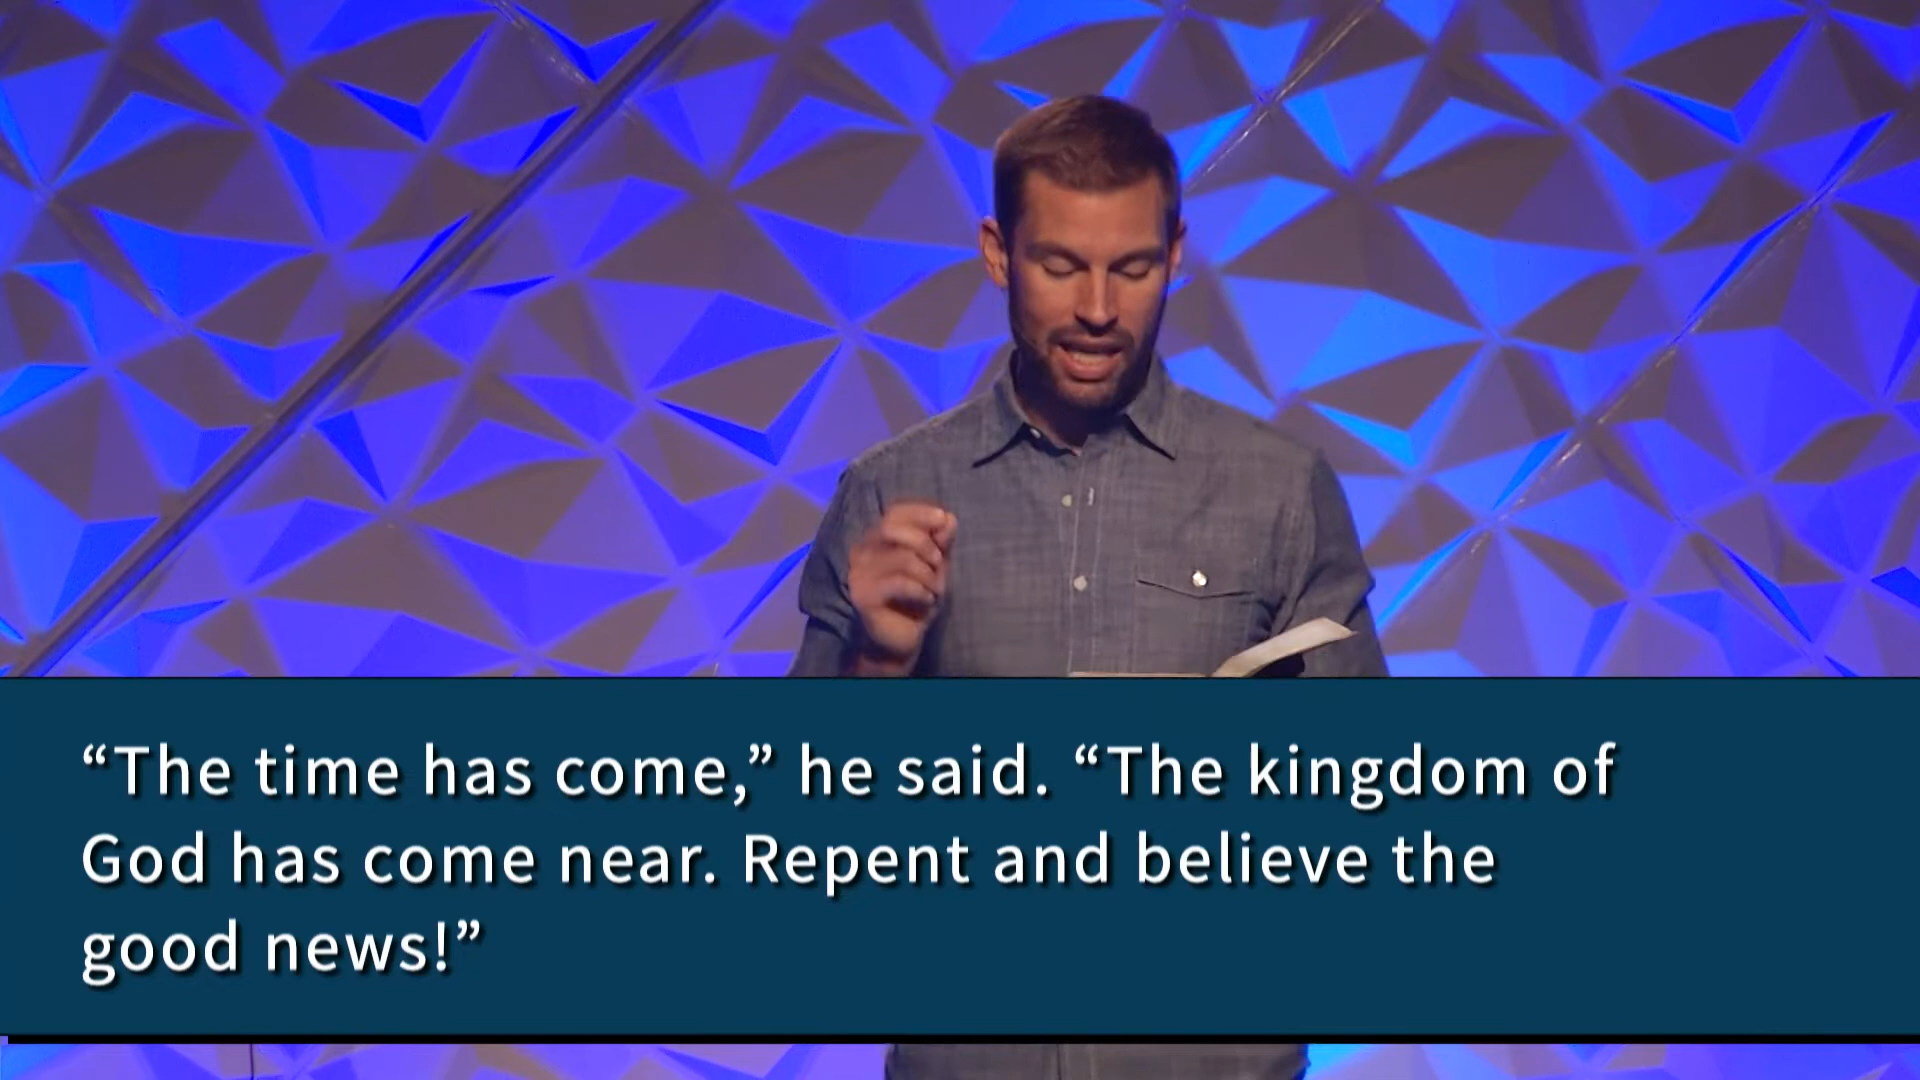 “The time has come,” he said. “The kingdom of
God has come near. Repent and believe the
good news!”